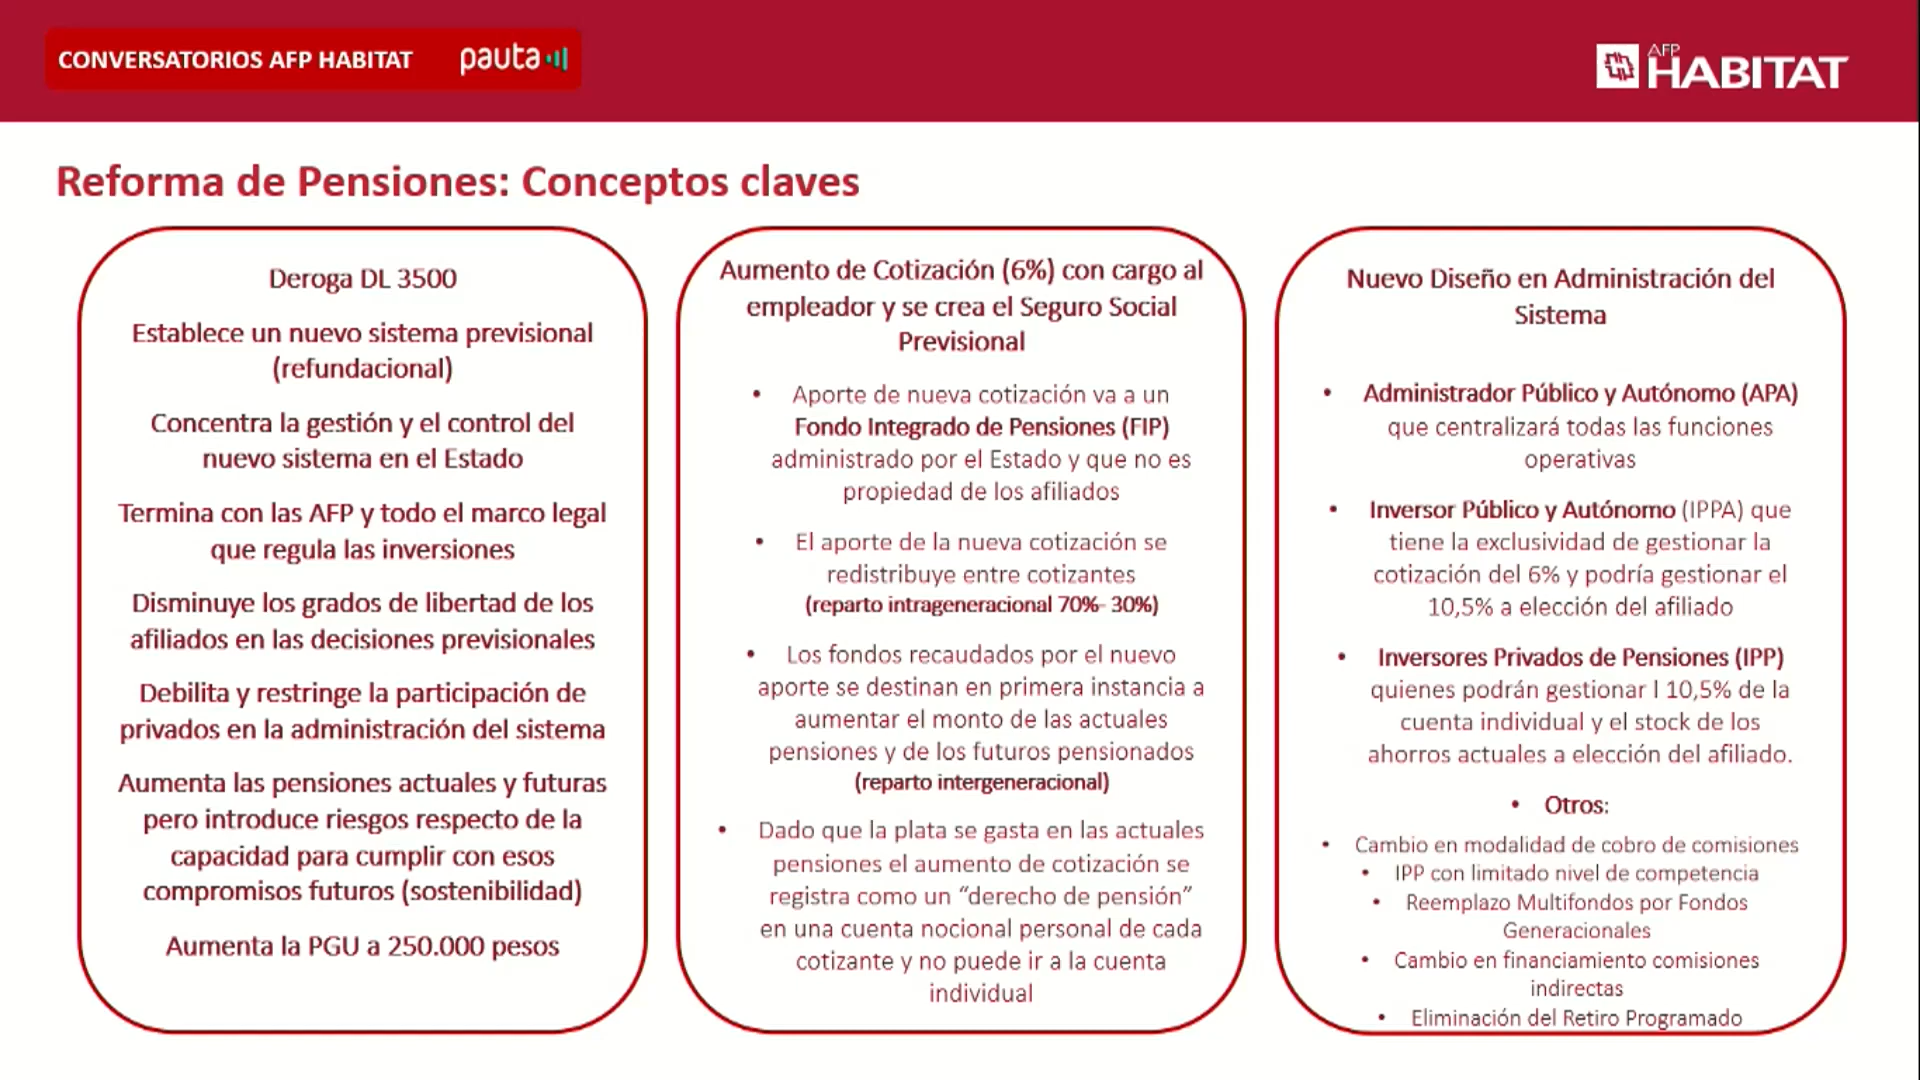 CONVERSATORIOS AFP HABITAT
pauta
AFP
HABITAT
Reforma de Pensiones: Conceptos claves
Deroga DL 3500
Establece un nuevo sistema previsional
(refundacional)
Concentra la gestión y el control del
nuevo sistema en el Estado
Termina con las AFP y todo el marco legal
que regula las inversiones
Disminuye los grados de libertad de los
afiliados en las decisiones previsionales
Debilita y restringe la participación de
privados en la administración del sistema
Aumenta las pensiones actuales y futuras
pero introduce riesgos respecto de la
capacidad para cumplir con esos
compromisos futuros (sostenibilidad)
Aumenta la PGU a 250.000 pesos
Aumento de Cotización (6%) con cargo al
empleador y se crea el Seguro Social
Previsional
• Aporte de nueva cotización va a un
Fondo Integrado de Pensiones (FIP)
administrado por el Estado y que no es
propiedad de los afiliados
• El aporte de la nueva cotización se
redistribuye entre cotizantes
(reparto intrageneracional 70%- 30%)
• Los fondos recaudados por el nuevo
aporte se destinan en primera instancia a
aumentar el monto de las actuales
pensiones y de los futuros pensionados
(reparto intergeneracional)
• Dado que la plata se gasta en las actuales
pensiones el aumento de cotización se
registra como un “derecho de pensión”
en una cuenta nocional personal de cada
cotizante y no puede ir a la cuenta
individual
Nuevo Diseño en Administración del
Sistema
• Administrador Público y Autónomo (APA)
que centralizará todas las funciones
operativas
• Inversor Público y Autónomo (IPPA) que
tiene la exclusividad de gestionar la
cotización del 6% y podría gestionar el
10,5% a elección del afiliado
• Inversores Privados de Pensiones (IPP)
quienes podrán gestionar l 10,5% de la
cuenta individual y el stock de los
ahorros actuales a elección del afiliado.
• Otros:
• Cambio en modalidad de cobro de comisiones
• IPP con limitado nivel de competencia
• Reemplazo Multifondos por Fondos
Generacionales
• Cambio en financiamiento comisiones
indirectas
• Eliminación del Retiro Programado